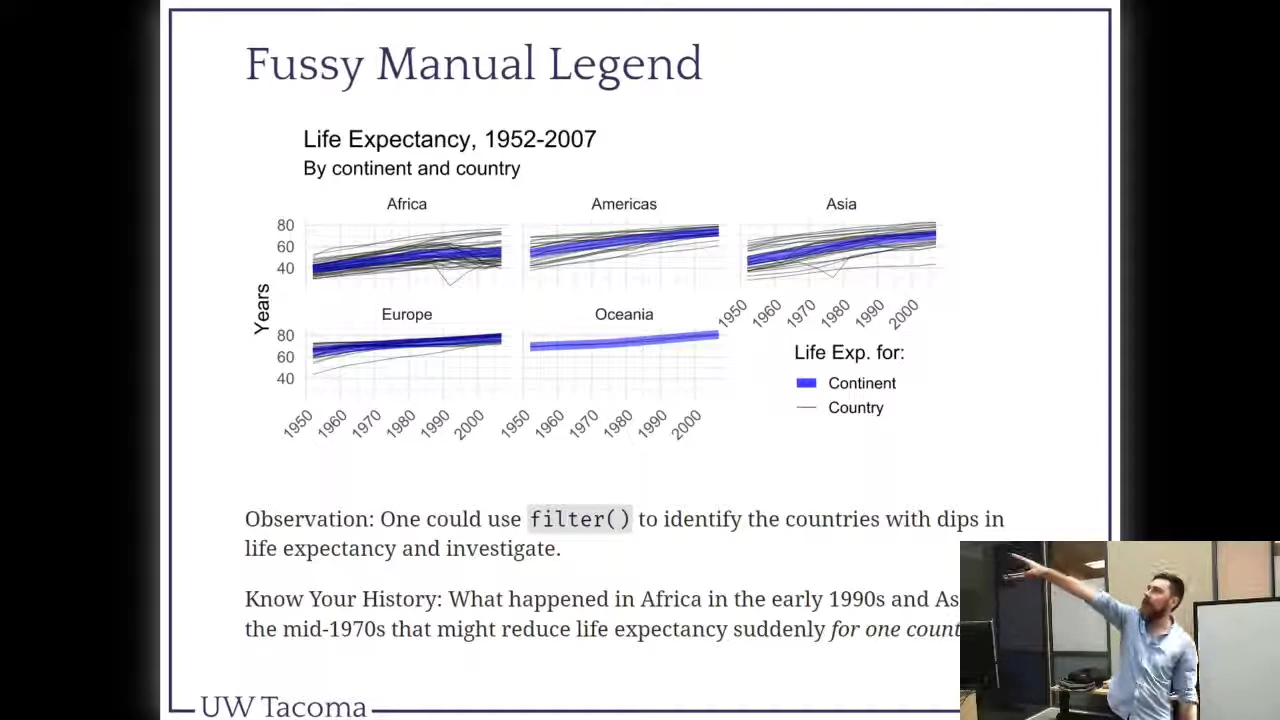 Fussy Manual Legend
Life Expectancy, 1952-2007
By continent and country
Africa
Americas
Asia
80
60
40
Years
1950 1960 1970 1980 1990 2000
Europe
Oceania
80
60
40
1950 1960 1970 1980 1990 2000
1950 1960 1970 1980 1990 2000
Life Exp. for:
Continent
Country
Observation: One could use filter() to identify the countries with dips in
life expectancy and investigate.
Know Your History: What happened in Africa in the early 1990s and
the mid-1970s that might reduce life expectancy suddenly for one
UW Tacoma